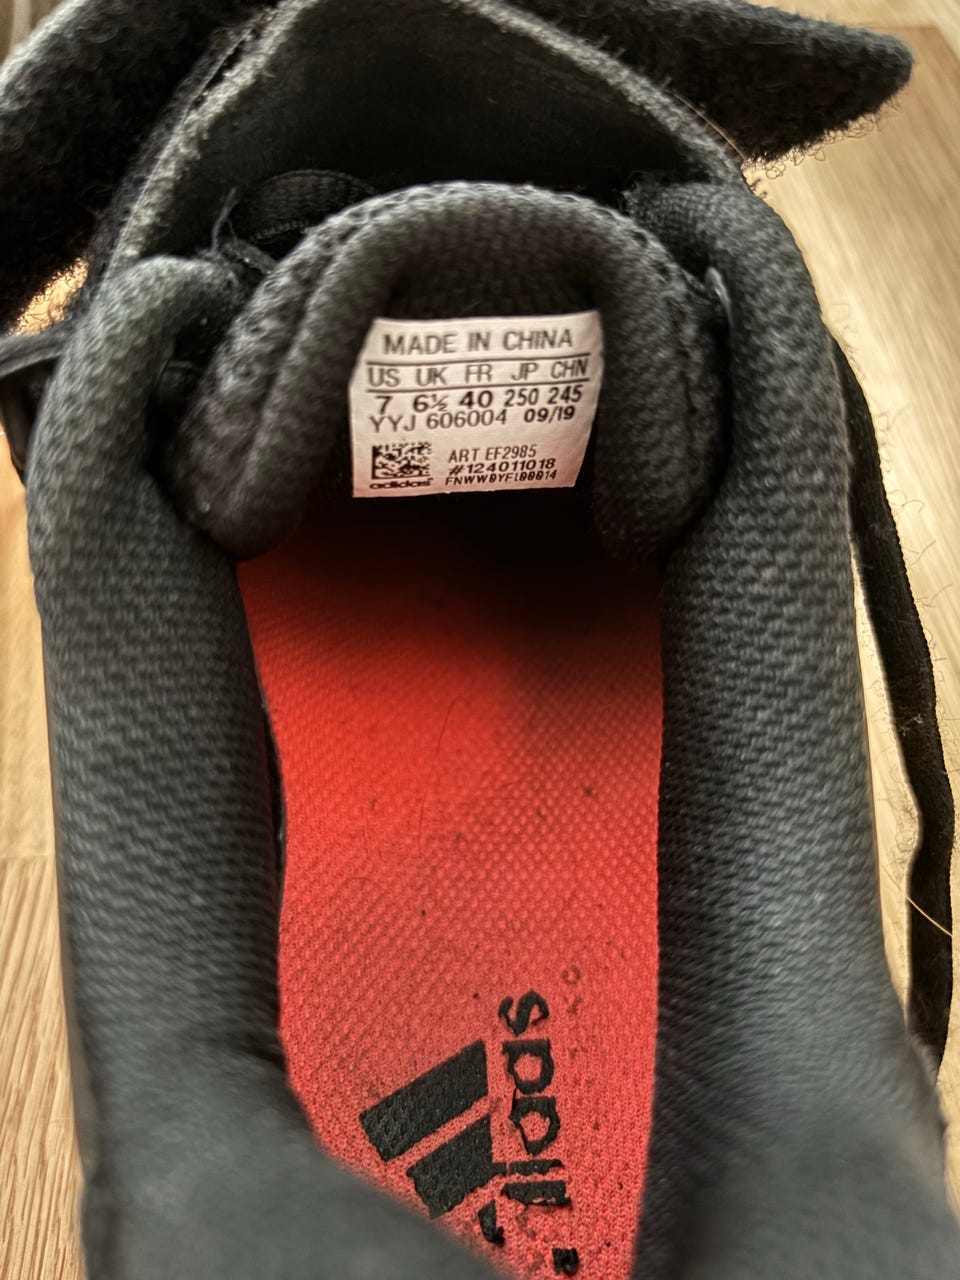 MADE IN CHINA
US UK FR JP CHN
7 6½ 40 250 245
YYJ 606004 09/19
ART EF2985
#124011018
adidas
adidas